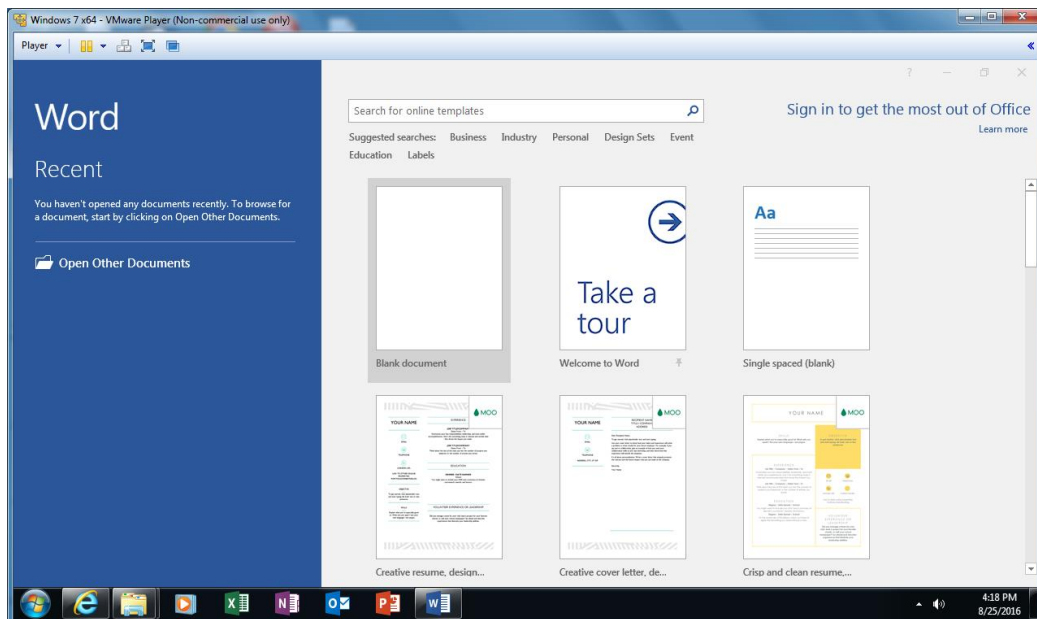 Windows 7 x64 - VMware Player (Non-commercial use only)
Player
Word
Recent
You haven't opened any documents recently. To browse for
a document, start by clicking on Open Other Documents.
Open Other Documents
Search for online templates
Suggested searches: Business Industry Personal Design Sets Event
Education Labels
Sign in to get the most out of Office
Learn more
Take a
tour
Aa
Blank document
Welcome to Word
Single spaced (blank)
MOO
YOUR NAME
MOO
YOUR NAME
MOO
YOUR NAME
Creative resume, design...
Creative cover letter, de...
Crisp and clean resume,...
4:18 PM
8/25/2016